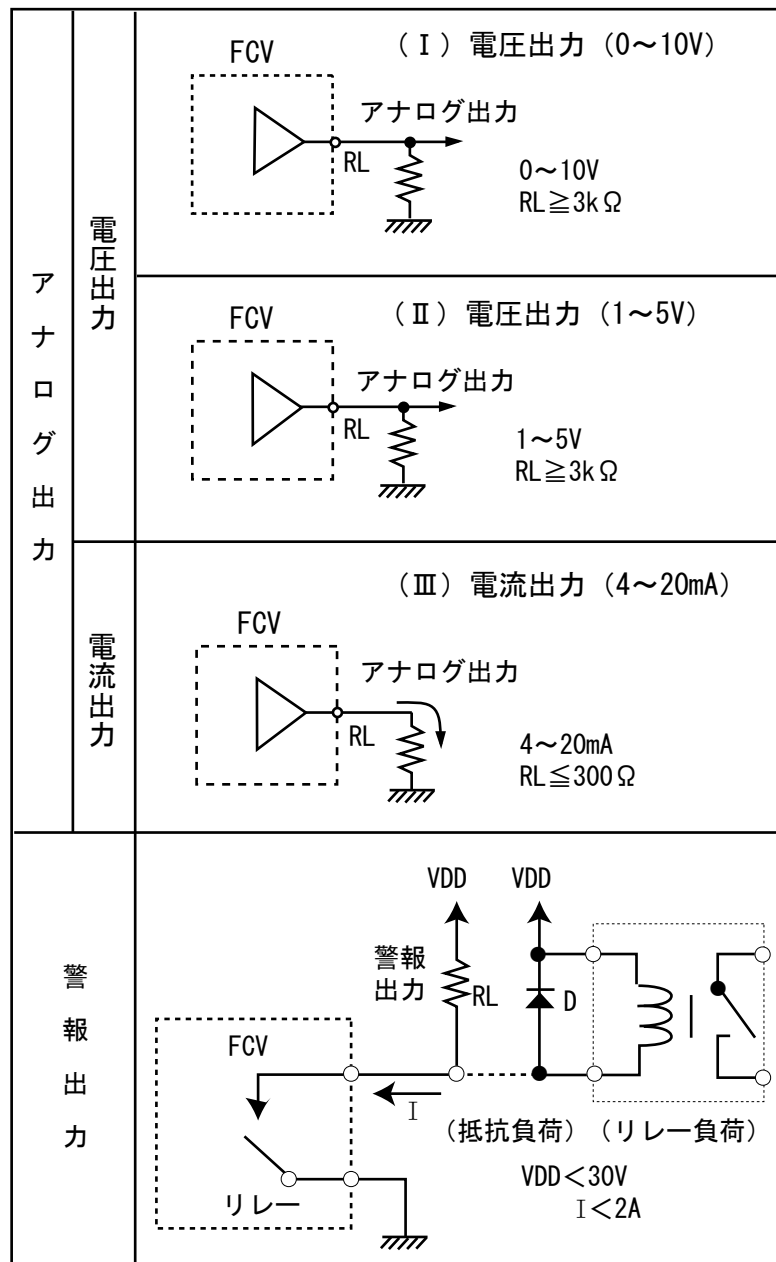 アナログ出力
電圧出力
FCV
（Ⅰ）電圧出力（0～10V）
アナログ出力
RL
0～10V
RL≧3kΩ
FCV
（Ⅱ）電圧出力（1～5V）
アナログ出力
RL
1～5V
RL≧3kΩ
電流出力
（Ⅲ）電流出力（4～20mA）
FCV
アナログ出力
RL
4～20mA
RL≦300Ω
警報出力
VDD
VDD
警報
出力
RL
D
FCV
I
リレー
（抵抗負荷）（リレー負荷）
VDD＜30V
I＜2A